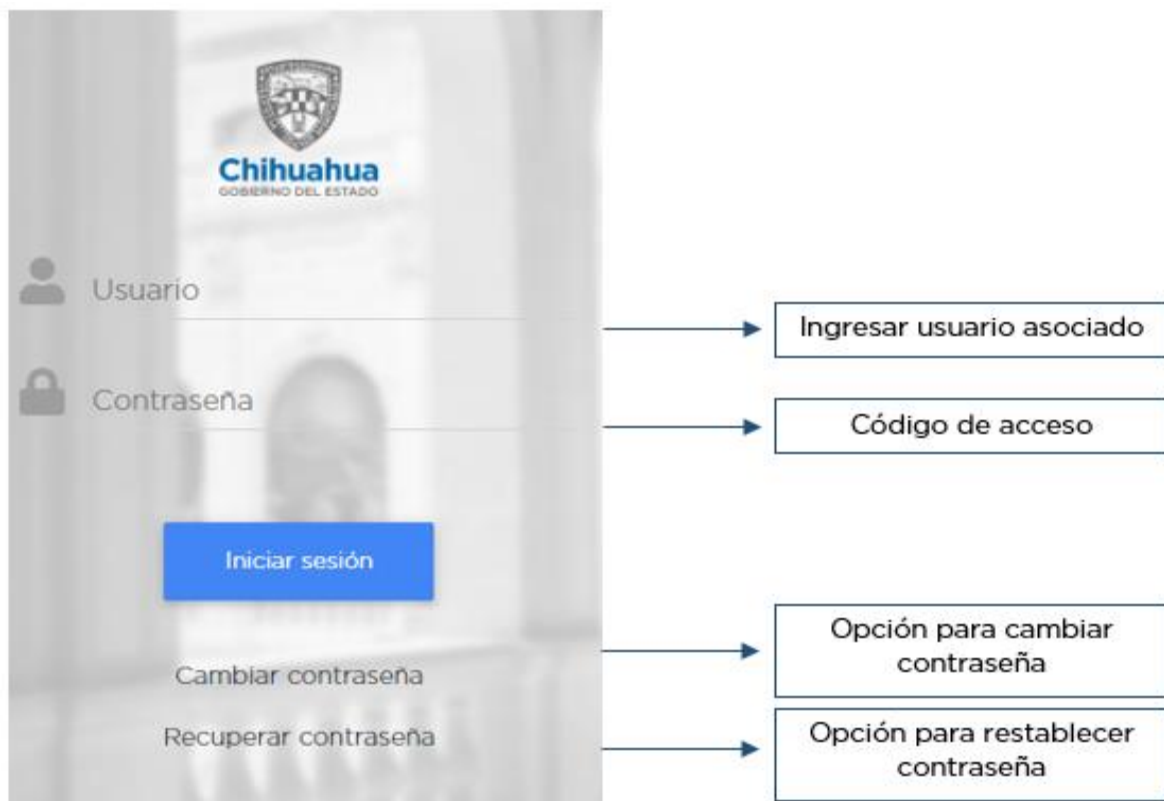 Chihuahua
GOBIERNO DEL ESTADO
Usuario
Ingresar usuario asociado
Contraseña
Código de acceso
Iniciar sesión
Opción para cambiar
contraseña
Cambiar contraseña
Recuperar contraseña
Opción para restablecer
contraseña